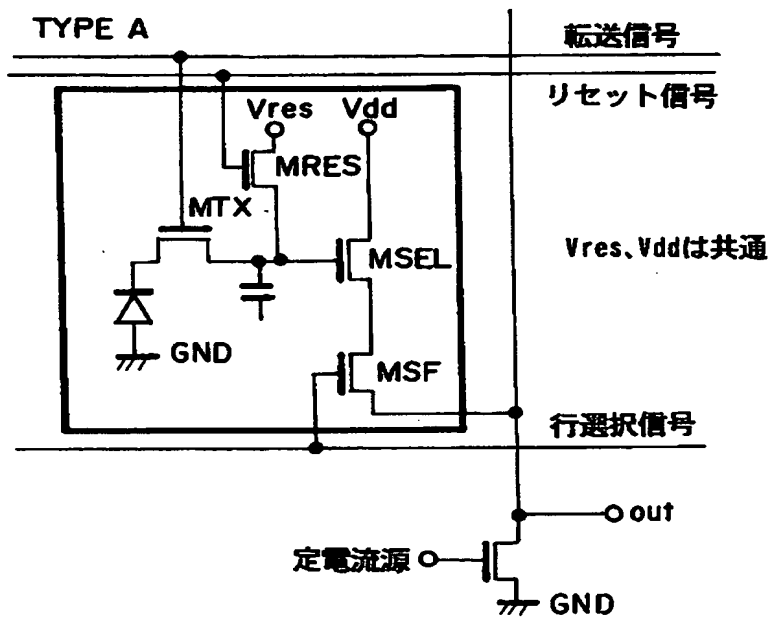 TYPE A
転送信号
リセット信号
Vres
Vdd
MRES
MTX
MSEL
Vres、Vddは共通
GND
MSF
行選択信号
out
定電流源
GND